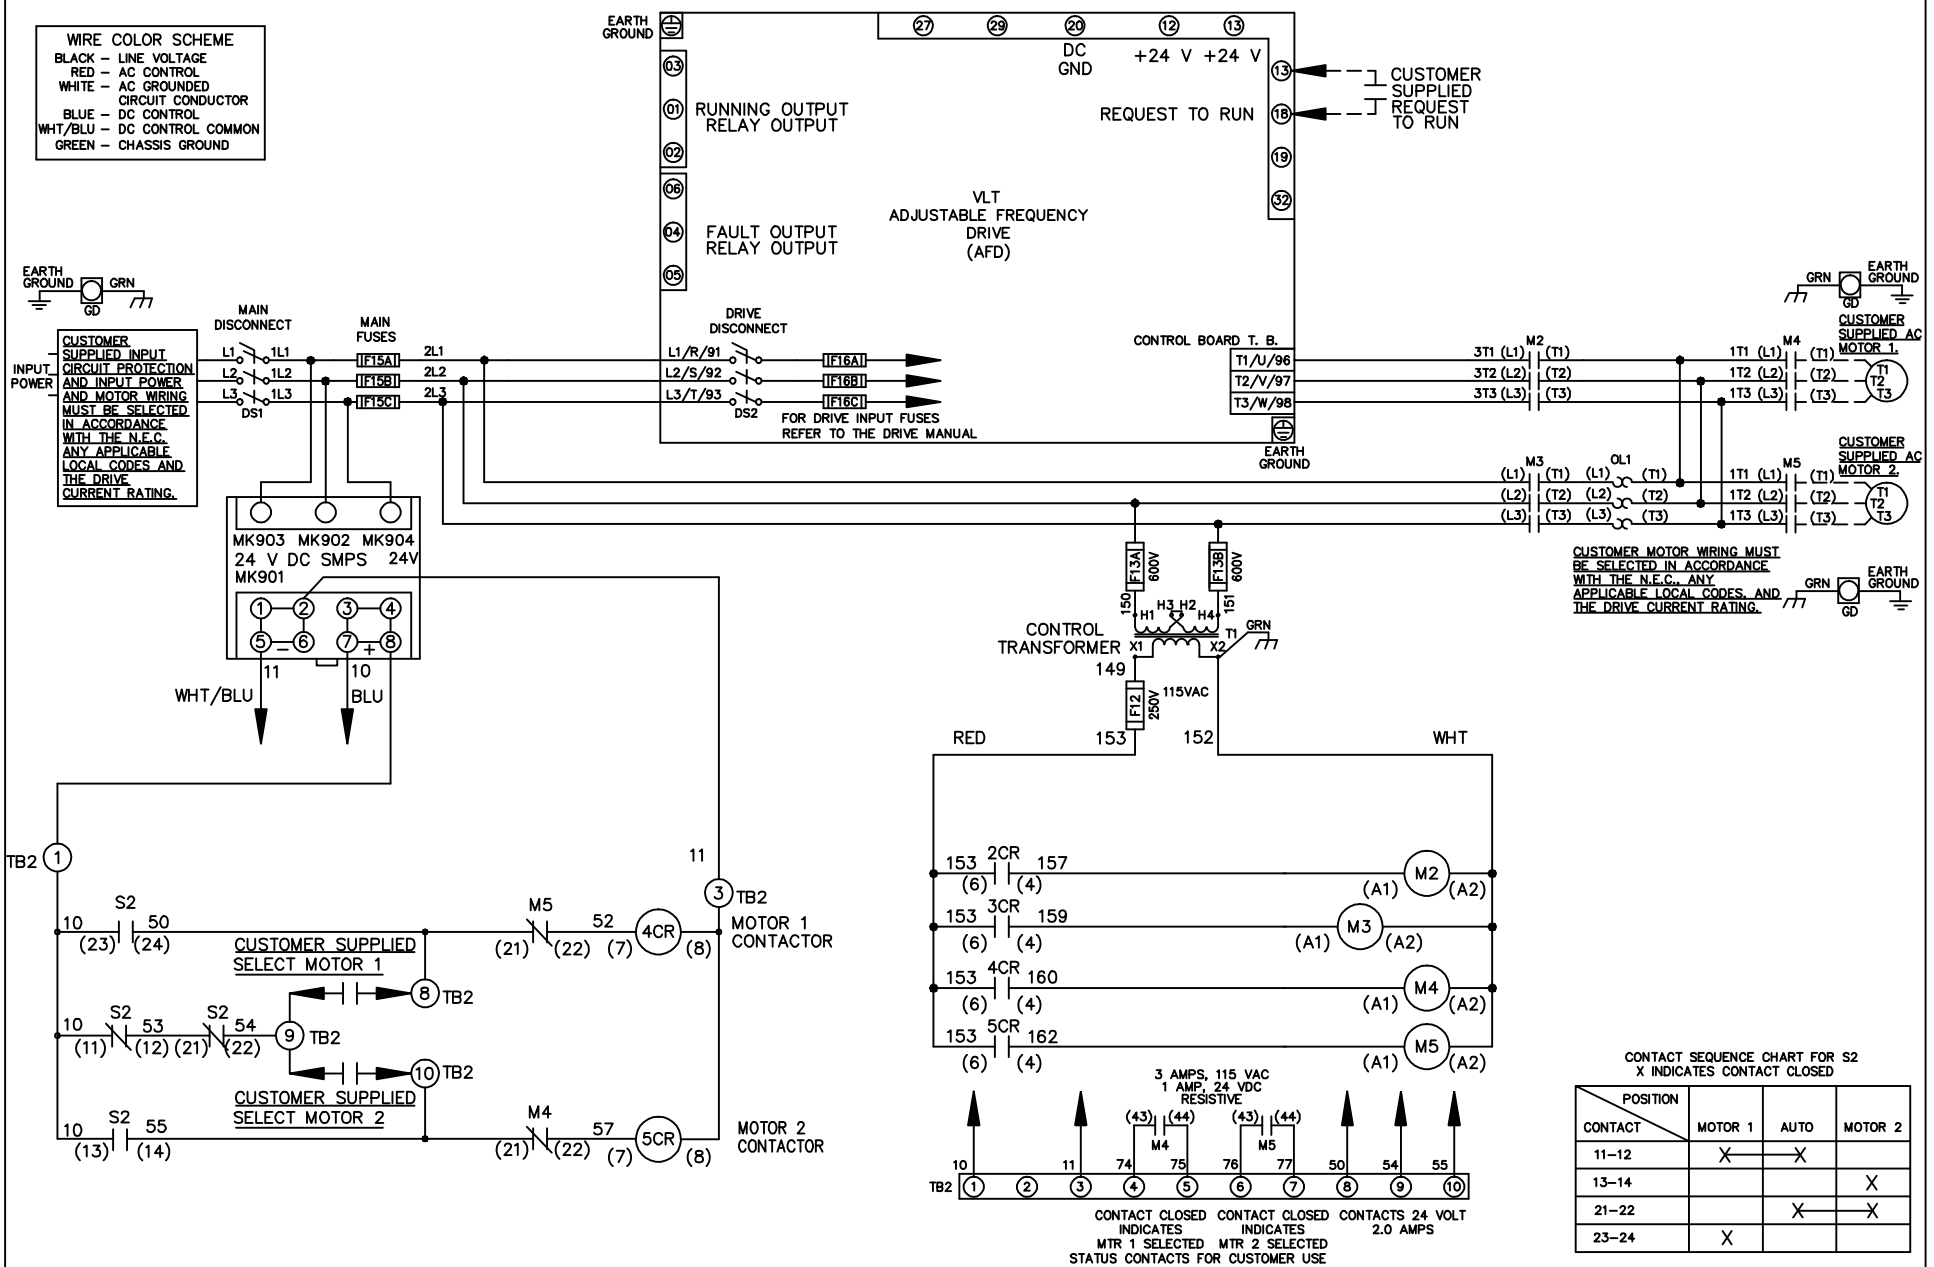 WIRE COLOR SCHEME
BLACK – LINE VOLTAGE
RED – AC CONTROL
WHITE – AC GROUNDED
CIRCUIT CONDUCTOR
BLUE – DC CONTROL
WHT/BLU – DC CONTROL COMMON
GREEN – CHASSIS GROUND
EARTH
GROUND
27 29 20 12 13
DC
GND
+24 V +24 V
03
01
02
RUNNING OUTPUT
RELAY OUTPUT
06
04
05
FAULT OUTPUT
RELAY OUTPUT
REQUEST TO RUN
13
18
19
32
CUSTOMER
SUPPLIED
REQUEST
TO RUN
VLT
ADJUSTABLE FREQUENCY
DRIVE
(AFD)
EARTH
GROUND
GRN
GD
INPUT
POWER
CUSTOMER
SUPPLIED INPUT
CIRCUIT PROTECTION
AND INPUT POWER
AND MOTOR WIRING
MUST BE SELECTED
IN ACCORDANCE
WITH THE N.E.C.
ANY APPLICABLE
LOCAL CODES AND
THE DRIVE
CURRENT RATING.
MAIN
DISCONNECT
MAIN
FUSES
L1 1L1 F15A 2L1
L2 1L2 F15B 2L2
L3 1L3 F15C 2L3
DS1
DRIVE
DISCONNECT
L1/R/91 F16A
L2/S/92 F16B
L3/T/93 F16C
DS2
FOR DRIVE INPUT FUSES
REFER TO THE DRIVE MANUAL
CONTROL BOARD T. B.
T1/U/96
T2/V/97
T3/W/98
EARTH
GROUND
M2
3T1 (L1) (T1)
3T2 (L2) (T2)
3T3 (L3) (T3)
M4
1T1 (L1) (T1)
1T2 (L2) (T2)
1T3 (L3) (T3)
T1
T2
T3
GRN
GD
EARTH
GROUND
CUSTOMER
SUPPLIED AC
MOTOR 1.
M3 OL1
(L1) (T1) (L1) (T1)
(L2) (T2) (L2) (T2)
(L3) (T3) (L3) (T3)
M5
1T1 (L1) (T1)
1T2 (L2) (T2)
1T3 (L3) (T3)
T1
T2
T3
CUSTOMER
SUPPLIED AC
MOTOR 2.
CUSTOMER MOTOR WIRING MUST
BE SELECTED IN ACCORDANCE
WITH THE N.E.C., ANY
APPLICABLE LOCAL CODES, AND
THE DRIVE CURRENT RATING.
GRN
GD
EARTH
GROUND
MK903 MK902 MK904
24 V DC SMPS 24V
MK901
1 2 3 4
5 – 6 7 + 8
11 10
WHT/BLU BLU
F13A 600V
F13B 600V
150 151
H1 H3 H2 H4
CONTROL
TRANSFORMER
T1
X1 X2
GRN
149
F12 250V
115VAC
153 152
RED WHT
TB2 1
11
3 TB2
S2
10 50
(23) (24)
M5
52
(21) (22) (7) 4CR (8)
MOTOR 1
CONTACTOR
CUSTOMER SUPPLIED
SELECT MOTOR 1
8 TB2
S2 S2
10 53 54
(11) (12) (21) (22)
9 TB2
10 TB2
CUSTOMER SUPPLIED
SELECT MOTOR 2
S2
10 55
(13) (14)
M4
57
(21) (22) (7) 5CR (8)
MOTOR 2
CONTACTOR
2CR
153 157
(6) (4)
(A1) M2 (A2)
3CR
153 159
(6) (4)
(A1) M3 (A2)
4CR
153 160
(6) (4)
(A1) M4 (A2)
5CR
153 162
(6) (4)
(A1) M5 (A2)
3 AMPS, 115 VAC
1 AMP, 24 VDC
RESISTIVE
(43) (44) (43) (44)
M4 M5
10 11 74 75 76 77 50 54 55
TB2 1 2 3 4 5 6 7 8 9 10
CONTACT CLOSED
INDICATES
MTR 1 SELECTED
CONTACT CLOSED
INDICATES
MTR 2 SELECTED
STATUS CONTACTS FOR CUSTOMER USE
CONTACTS 24 VOLT
2.0 AMPS
CONTACT SEQUENCE CHART FOR S2
X INDICATES CONTACT CLOSED
POSITION
CONTACT MOTOR 1 AUTO MOTOR 2
11–12 X X
13–14 X
21–22 X X
23–24 X